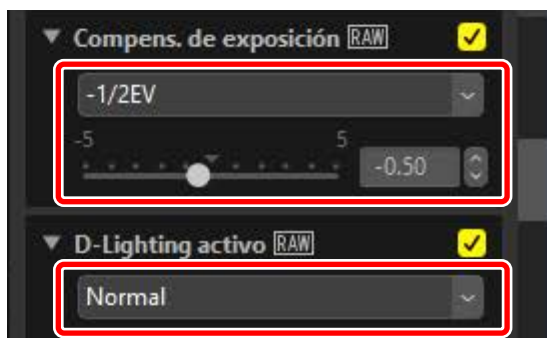 Compens. de exposición RAW
-1/2EV
-5 5
-0.50
D-Lighting activo RAW
Normal